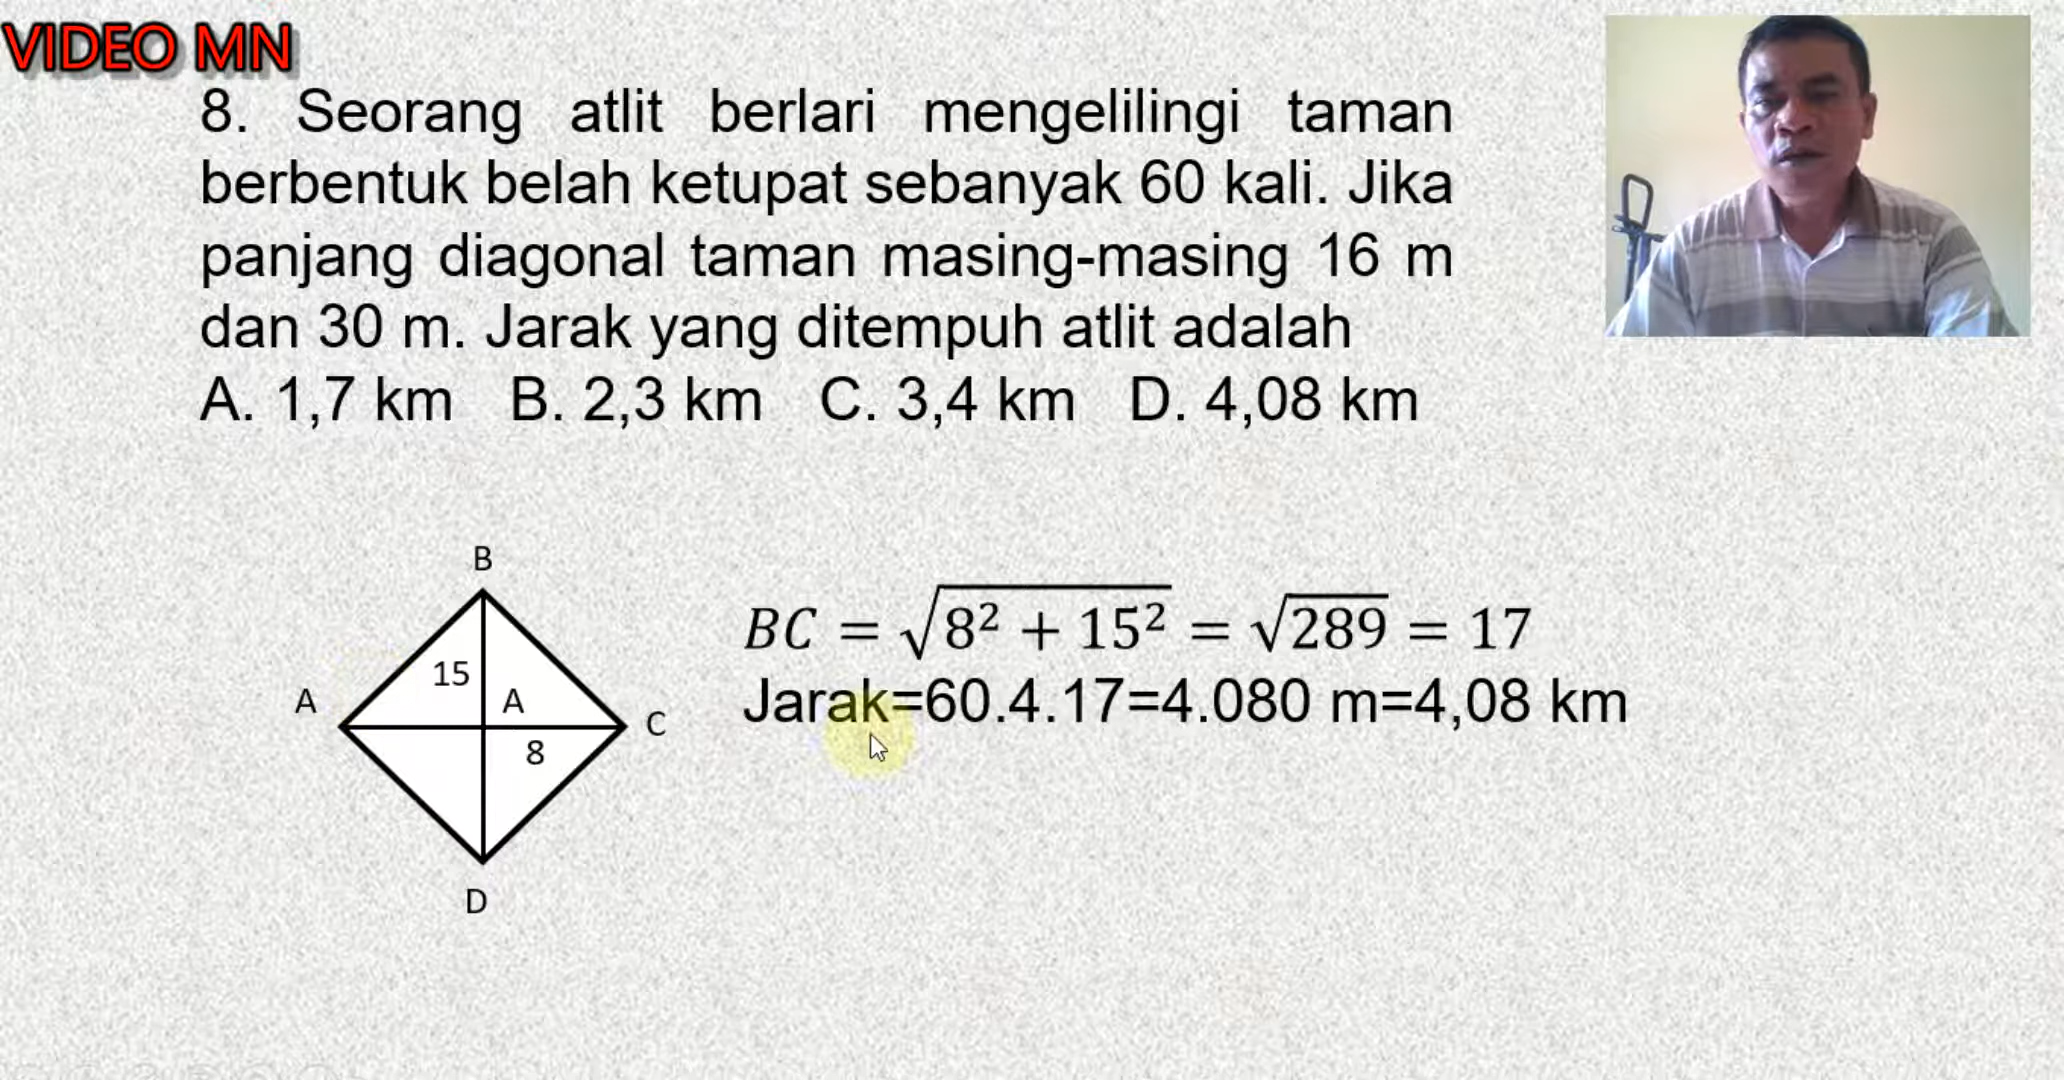 VIDEO MN
8. Seorang atlit berlari mengelilingi taman
berbentuk belah ketupat sebanyak 60 kali. Jika
panjang diagonal taman masing-masing 16 m
dan 30 m. Jarak yang ditempuh atlit adalah
A. 1,7 km B. 2,3 km C. 3,4 km D. 4,08 km
B
15
A
A
C
8
D
BC = √8² + 15² = √289 = 17
Jarak=60.4.17=4.080 m=4,08 km